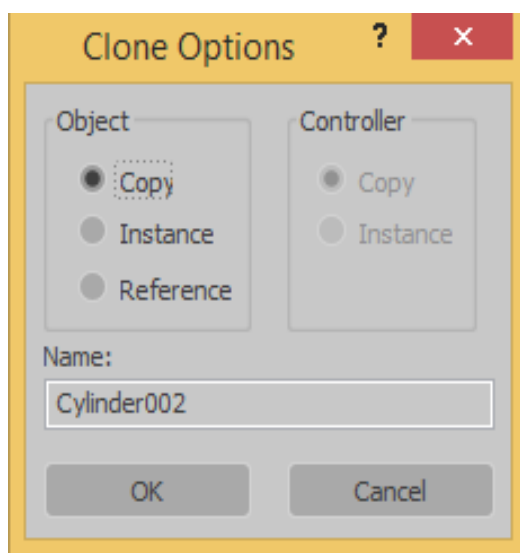 Clone Options ? ×
Object
Copy
Instance
Reference
Controller
Copy
Instance
Name:
Cylinder002
OK
Cancel